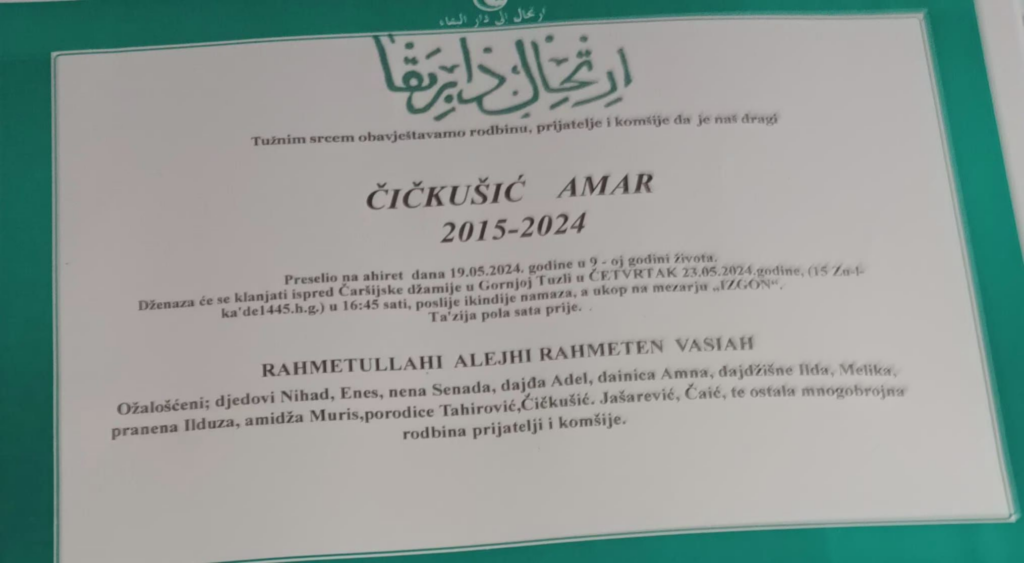 ارتحال الى دار البقاء
ارتحال دار بقا
Tužnim srcem obavještavamo rodbinu, prijatelje i komšije da je naš dragi
ČIČKUŠIĆ AMAR
2015-2024
Preselio na ahiret dana 19.05.2024. godine u 9 - oj godini života.
Dženaza će se klanjati ispred Čaršijske džamije u Gornjoj Tuzli u ČETVRTAK 23.05.2024.godine, (15 Zu-l-
ka'de1445.h.g.) u 16:45 sati, poslije ikindije namaza, a ukop na mezarju „IZGON“.
Ta'zija pola sata prije.
RAHMETULLAHI ALEJHI RAHMETEN VASIAH
Ožalošćeni; djedovi Nihad, Enes, nena Senada, dajđa Adel, dainica Amna, dajdžišne Ilda, Melika,
pranena Ilduza, amidža Muris,porodice Tahirović,Čičkušić. Jašarević, Čaić, te ostala mnogobrojna
rodbina prijatelji i komšije.